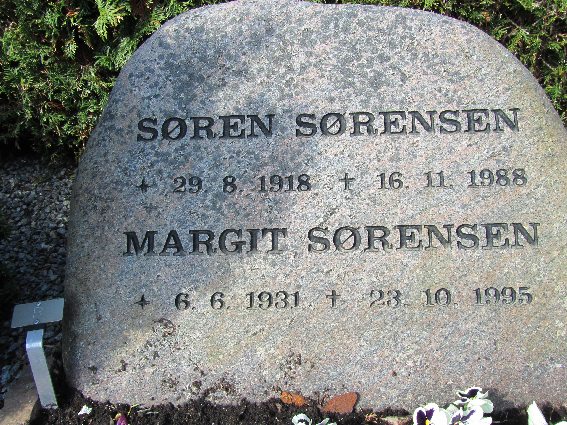 SØREN SØRENSEN
✦ 29. 8. 1918 † 16. 11. 1988
MARGIT SØRENSEN
✦ 6. 6. 1931 † 23. 10. 1995